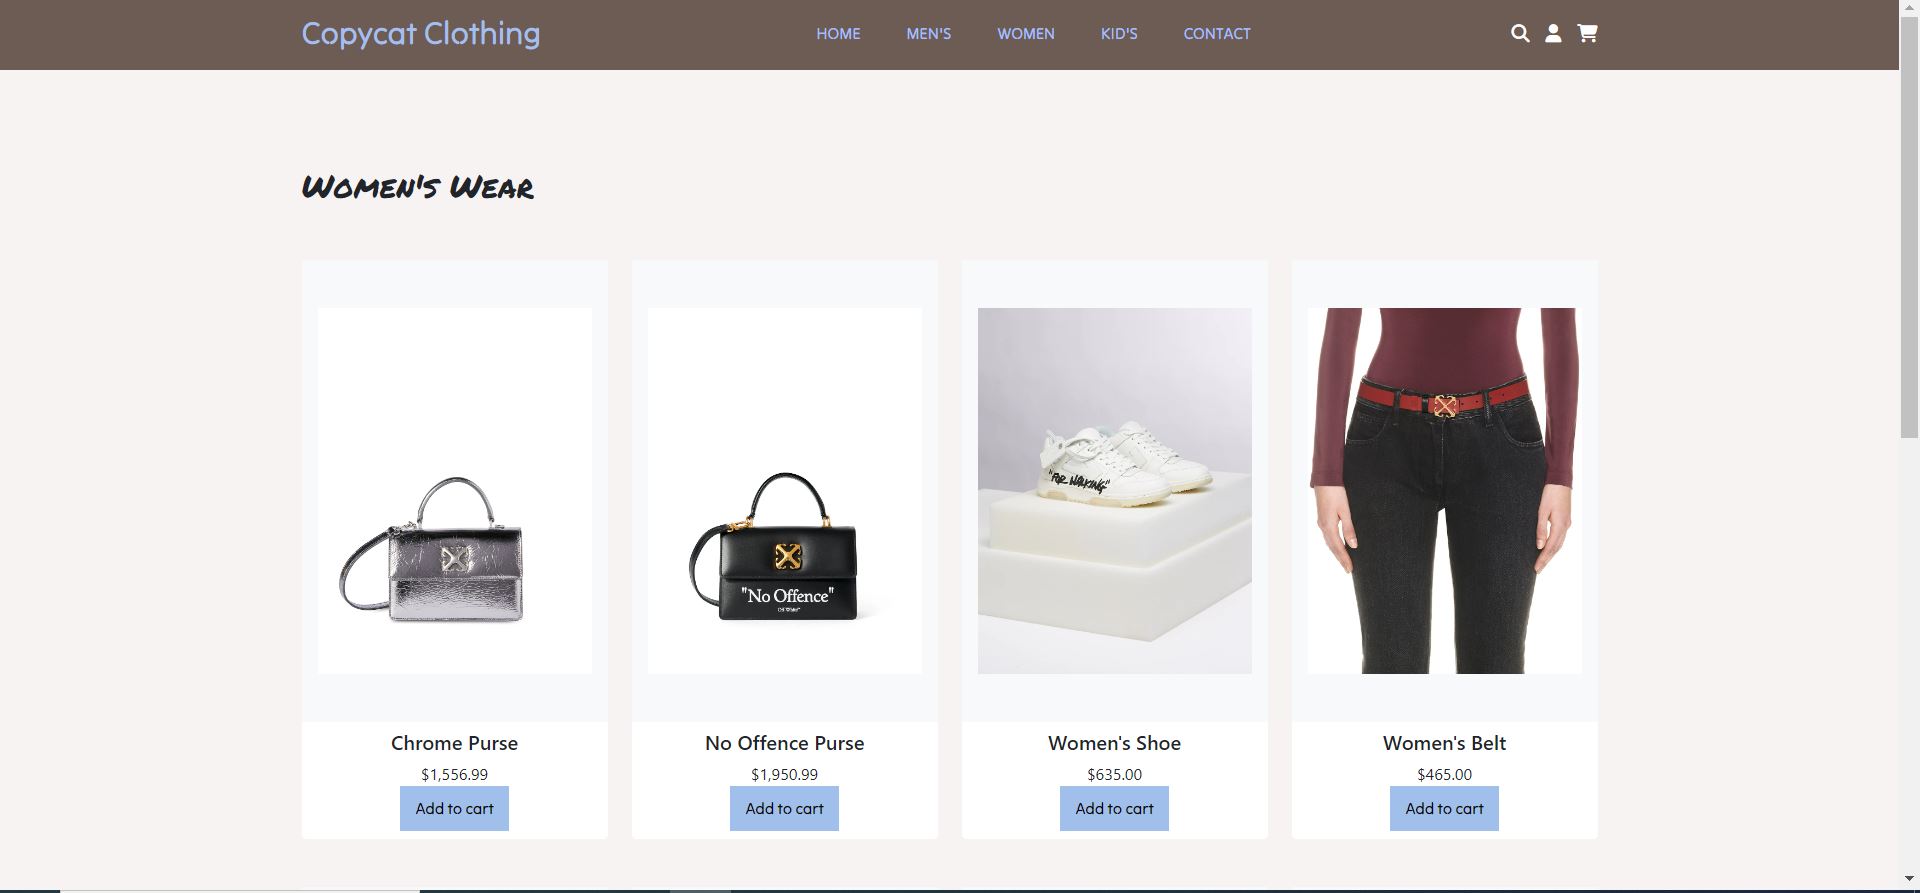 Copycat Clothing
HOME MEN'S WOMEN KID'S CONTACT
Women's Wear
"No Offence"
"FOR WALKING"
Chrome Purse
$1,556.99
Add to cart
No Offence Purse
$1,950.99
Add to cart
Women's Shoe
$635.00
Add to cart
Women's Belt
$465.00
Add to cart